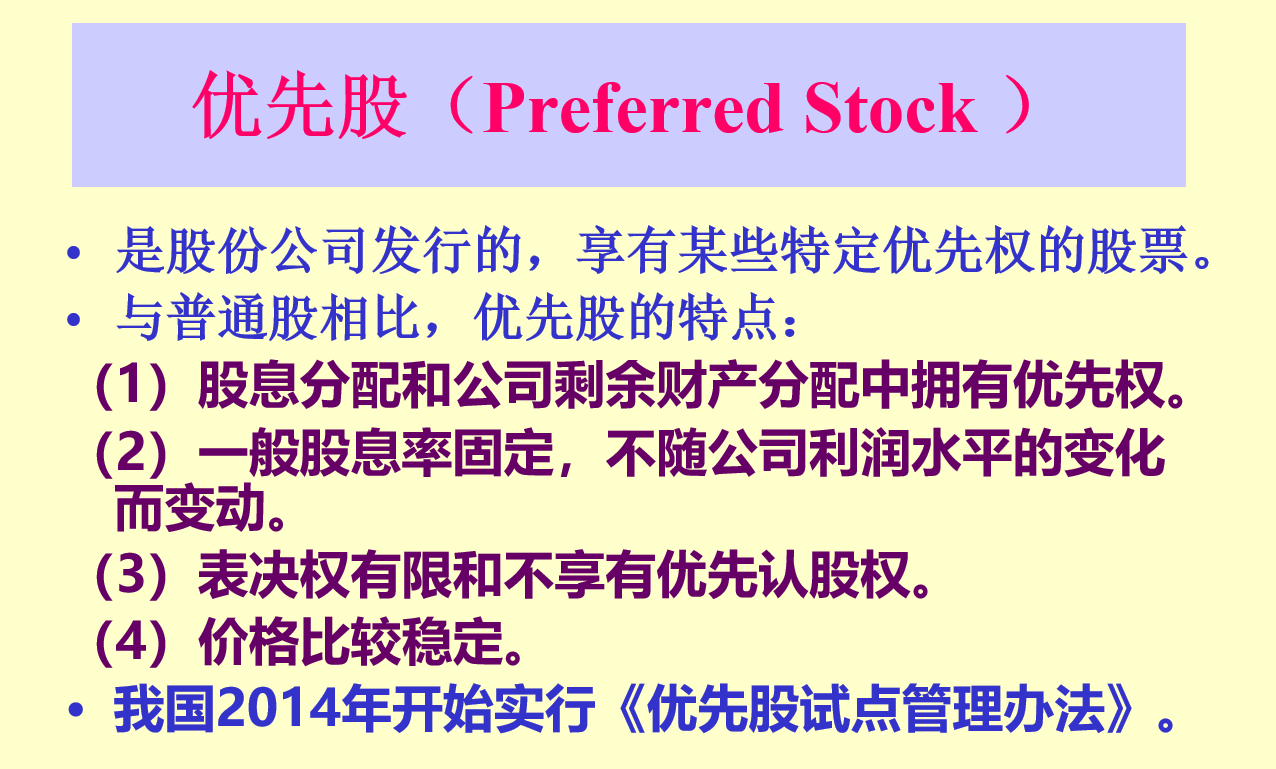 优先股（Preferred Stock ）
• 是股份公司发行的，享有某些特定优先权的股票。
• 与普通股相比，优先股的特点：
（1）股息分配和公司剩余财产分配中拥有优先权。
（2）一般股息率固定，不随公司利润水平的变化
而变动。
（3）表决权有限和不享有优先认股权。
（4）价格比较稳定。
• 我国2014年开始实行《优先股试点管理办法》。